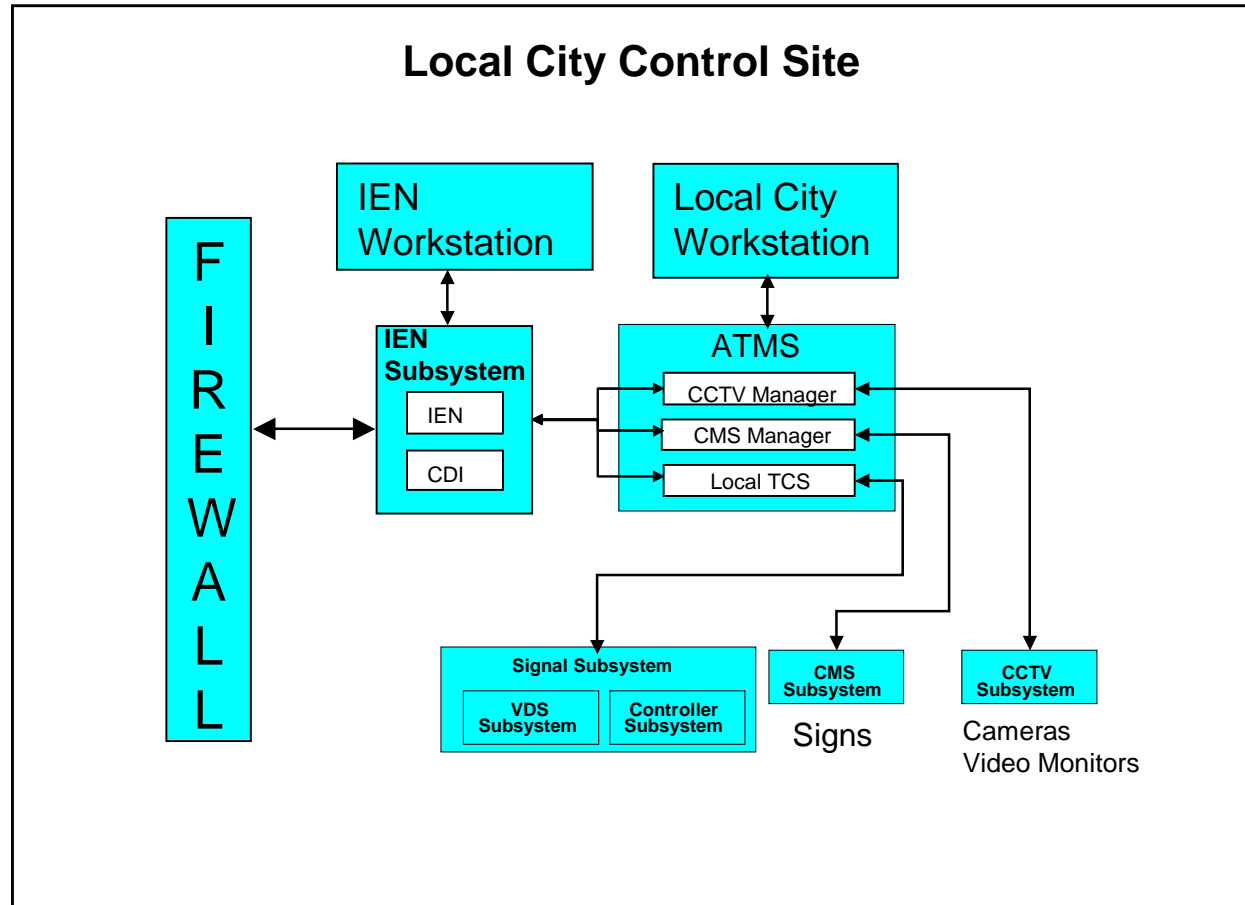 Local City Control Site
IEN
Workstation
Local City
Workstation
F
I
R
E
W
A
L
L
IEN
Subsystem
IEN
CDI
ATMS
CCTV Manager
CMS Manager
Local TCS
Signal Subsystem
VDS
Subsystem
Controller
Subsystem
CMS
Subsystem
Signs
CCTV
Subsystem
Cameras
Video Monitors